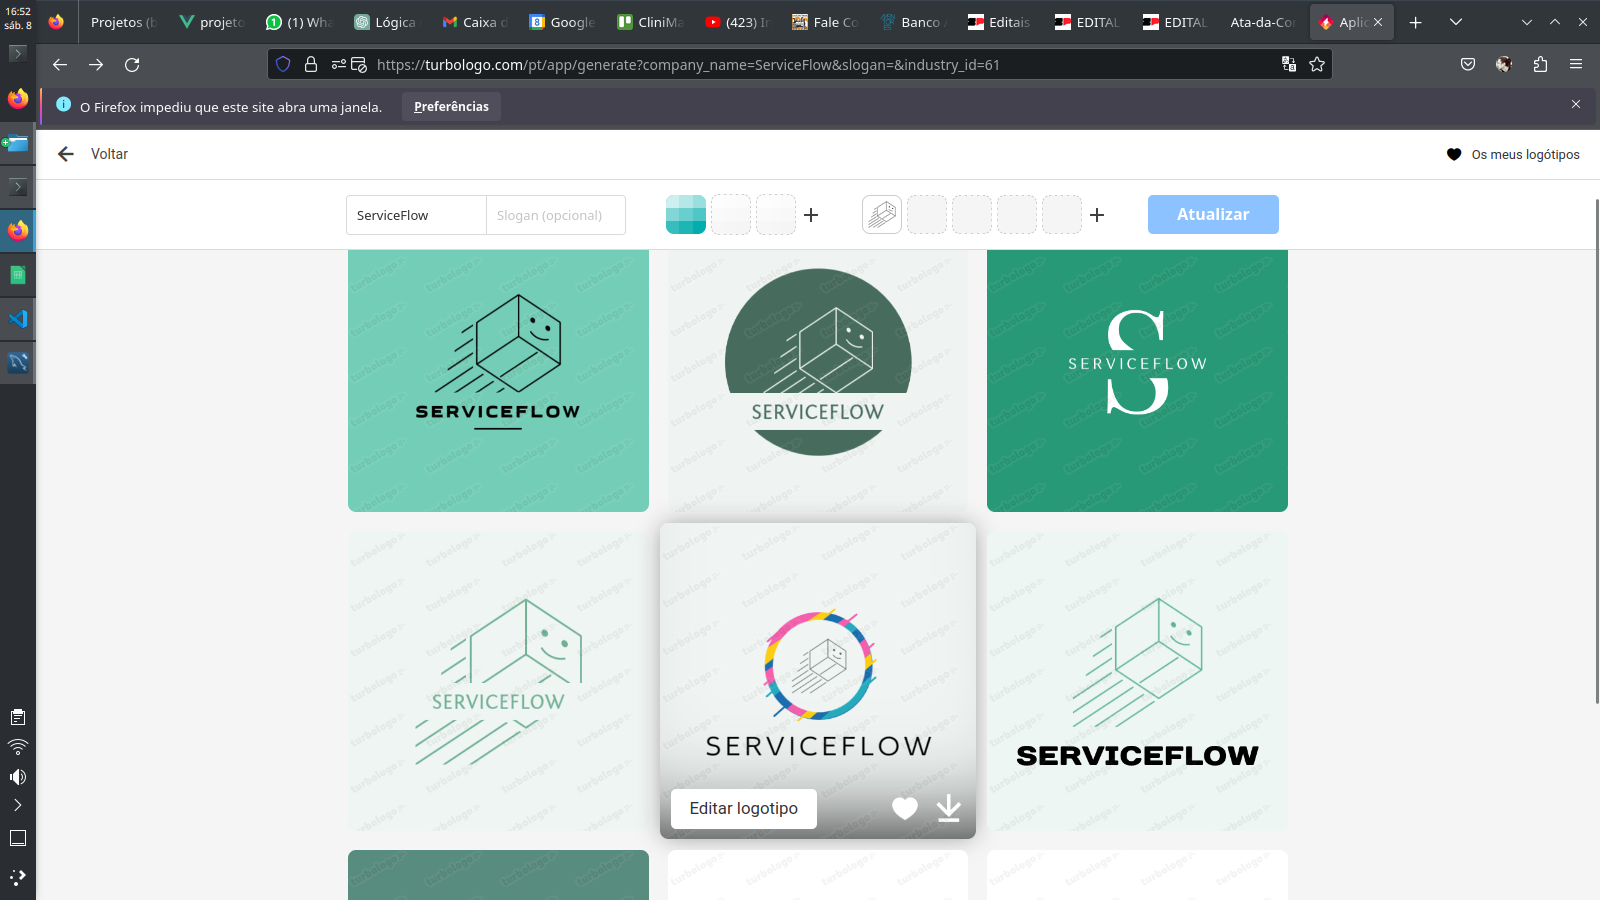 16:52
sáb. 8
Projetos (b
projeto
(1) Wha
Lógica
Caixa d
Google
CliniMa
(423) In
Fale Co
Banco A
Editais
EDITAL
EDITAL
Ata-da-Cor
Aplic
https://turbologo.com/pt/app/generate?company_name=ServiceFlow&slogan=&industry_id=61
O Firefox impediu que este site abra uma janela.
Preferências
Voltar
Os meus logótipos
ServiceFlow
Slogan (opcional)
Atualizar
SERVICEFLOW
SERVICEFLOW
S
SERVICEFLOW
SERVICEFLOW
SERVICEFLOW
SERVICEFLOW
Editar logotipo
turbologo